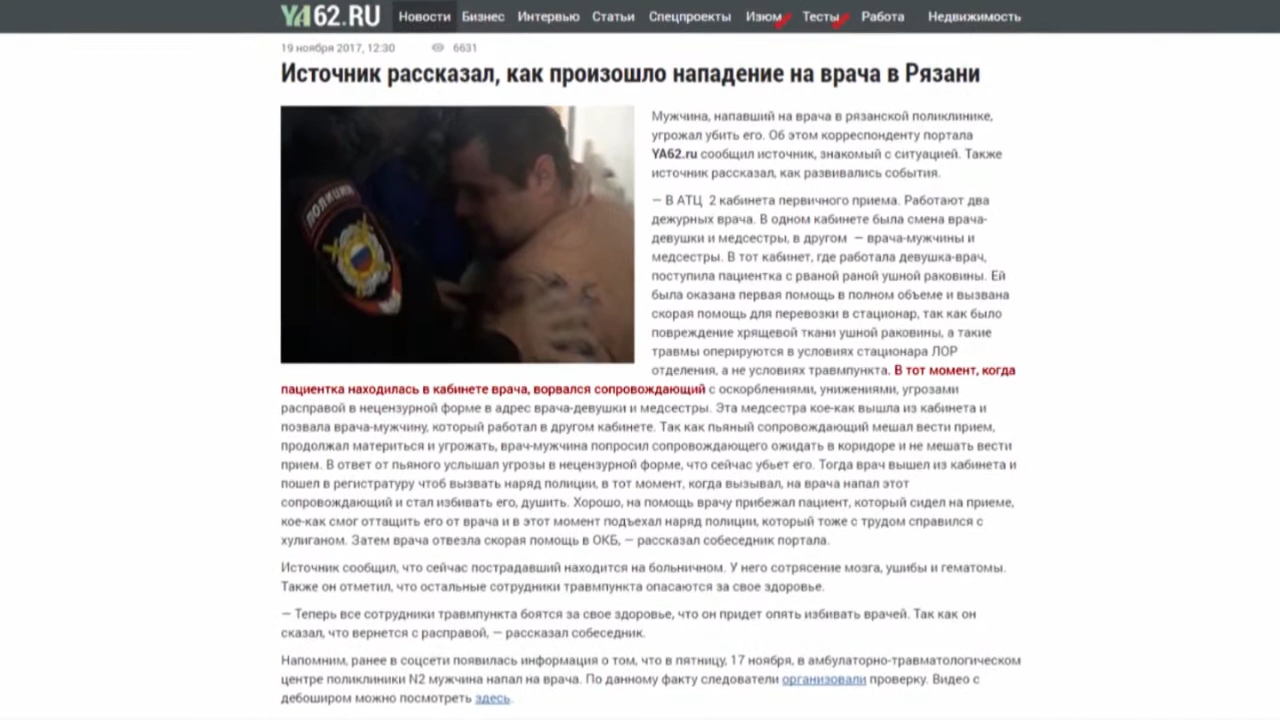 YA62.RU Новости Бизнес Интервью Статьи Спецпроекты Изюм Тесты Работа Недвижимость
19 ноября 2017, 12:30 6631
Источник рассказал, как произошло нападение на врача в Рязани
ПОЛИЦИЯ
Мужчина, напавший на врача в рязанской поликлинике,
угрожал убить его. Об этом корреспонденту портала
YA62.ru сообщил источник, знакомый с ситуацией. Также
источник рассказал, как развивались события.
— В АТЦ 2 кабинета первичного приема. Работают два
дежурных врача. В одном кабинете была смена врача-
девушки и медсестры, в другом — врача-мужчины и
медсестры. В тот кабинет, где работала девушка-врач,
поступила пациентка с рваной раной ушной раковины. Ей
была оказана первая помощь в полном объеме и вызвана
скорая помощь для перевозки в стационар, так как было
повреждение хрящевой ткани ушной раковины, а такие
травмы оперируются в условиях стационара ЛОР
отделения, а не условиях травмпункта. В тот момент, когда
пациентка находилась в кабинете врача, ворвался сопровождающий с оскорблениями, унижениями, угрозами
расправой в нецензурной форме в адрес врача-девушки и медсестры. Эта медсестра кое-как вышла из кабинета и
позвала врача-мужчину, который работал в другом кабинете. Так как пьяный сопровождающий мешал вести прием,
продолжал материться и угрожать, врач-мужчина попросил сопровождающего ожидать в коридоре и не мешать вести
прием. В ответ от пьяного услышал угрозы в нецензурной форме, что сейчас убьет его. Тогда врач вышел из кабинета и
пошел в регистратуру чтоб вызвать наряд полиции, в тот момент, когда вызывал, на врача напал этот
сопровождающий и стал избивать его, душить. Хорошо, на помощь врачу прибежал пациент, который сидел на приеме,
кое-как смог оттащить его от врача и в этот момент подъехал наряд полиции, который тоже с трудом справился с
хулиганом. Затем врача отвезла скорая помощь в ОКБ, — рассказал собеседник портала.
Источник сообщил, что сейчас пострадавший находится на больничном. У него сотрясение мозга, ушибы и гематомы.
Также он отметил, что остальные сотрудники травмпункта опасаются за свое здоровье.
— Теперь все сотрудники травмпункта боятся за свое здоровье, что он придет опять избивать врачей. Так как он
сказал, что вернется с расправой, — рассказал собеседник.
Напомним, ранее в соцсети появилась информация о том, что в пятницу, 17 ноября, в амбулаторно-травматологическом
центре поликлиники N2 мужчина напал на врача. По данному факту следователи организовали проверку. Видео с
дебоширом можно посмотреть здесь.